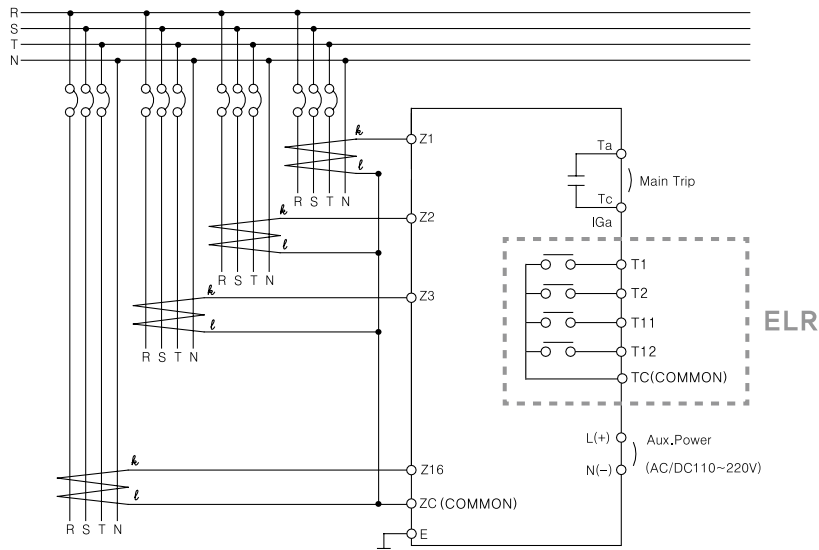 R
S
T
N
k
Z1
l
R S T N
k
Z2
l
R S T N
k
Z3
l
R S T N
k
Z16
l
ZC (COMMON)
R S T N
E
Ta
Main Trip
Tc
IGa
T1
T2
T11
T12
TC(COMMON)
ELR
L(+)
Aux.Power
N(−)
(AC/DC110~220V)